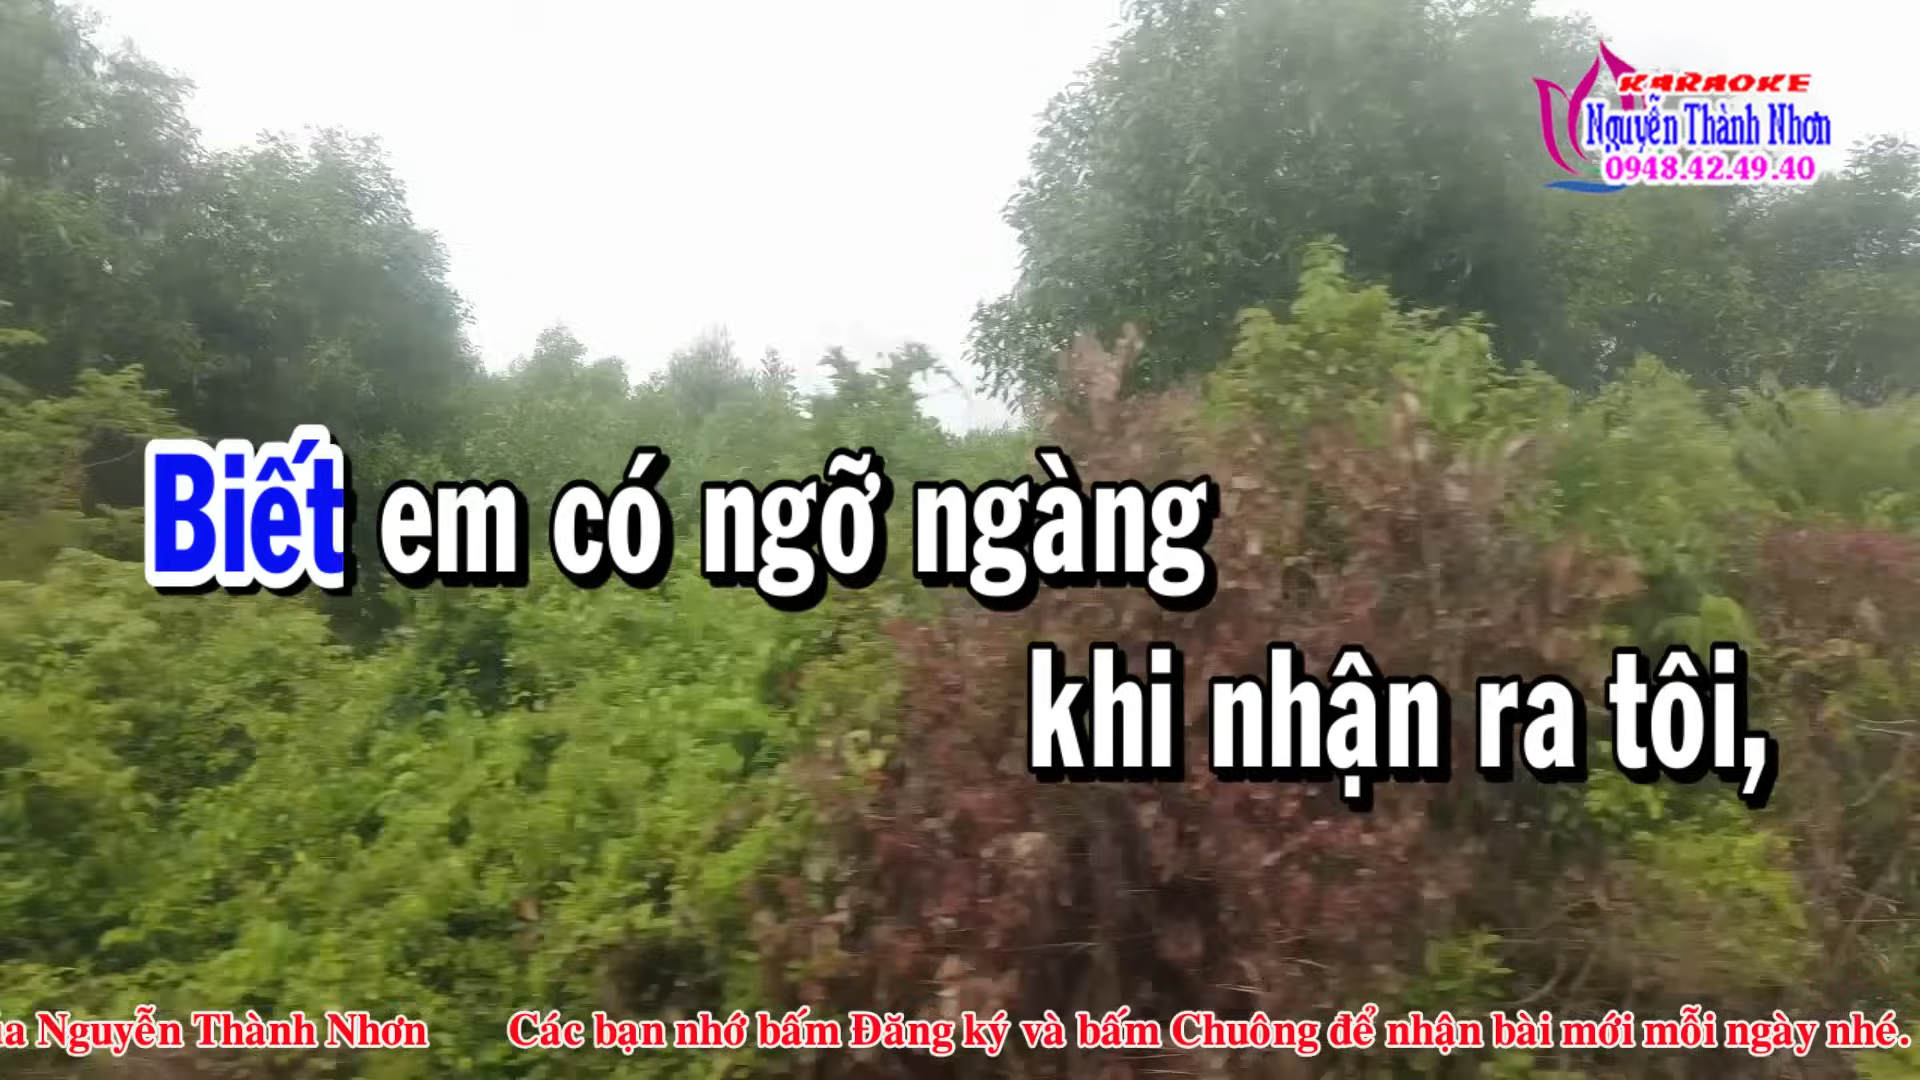 KARAOKE
Nguyễn Thành Nhơn
0948.42.49.40
Biết em có ngỡ ngàng
khi nhận ra tôi,
Nguyễn Thành Nhơn Các bạn nhớ bấm Đăng ký và bấm Chuông để nhận bài mới mỗi ngày nhé.